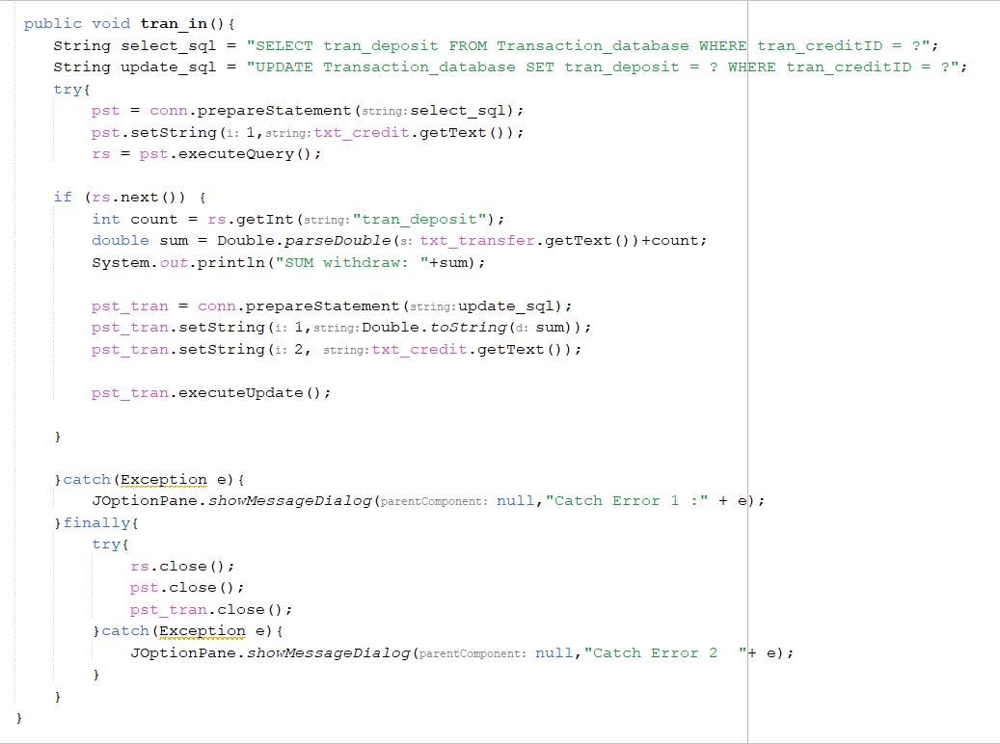 public void tran_in(){
String select_sql = "SELECT tran_deposit FROM Transaction_database WHERE tran_creditID = ?";
String update_sql = "UPDATE Transaction_database SET tran_deposit = ? WHERE tran_creditID = ?";
try{
pst = conn.prepareStatement(string:select_sql);
pst.setString(i: 1,string:txt_credit.getText());
rs = pst.executeQuery();
if (rs.next()) {
int count = rs.getInt(string:"tran_deposit");
double sum = Double.parseDouble(s: txt_transfer.getText())+count;
System.out.println("SUM withdraw: "+sum);
pst_tran = conn.prepareStatement(string:update_sql);
pst_tran.setString(i: 1,string:Double.toString(d: sum));
pst_tran.setString(i: 2, string:txt_credit.getText());
pst_tran.executeUpdate();
}
}catch(Exception e){
JOptionPane.showMessageDialog(parentComponent: null,"Catch Error 1 :" + e);
}finally{
try{
rs.close();
pst.close();
pst_tran.close();
}catch(Exception e){
JOptionPane.showMessageDialog(parentComponent: null,"Catch Error 2  "+ e);
}
}
}